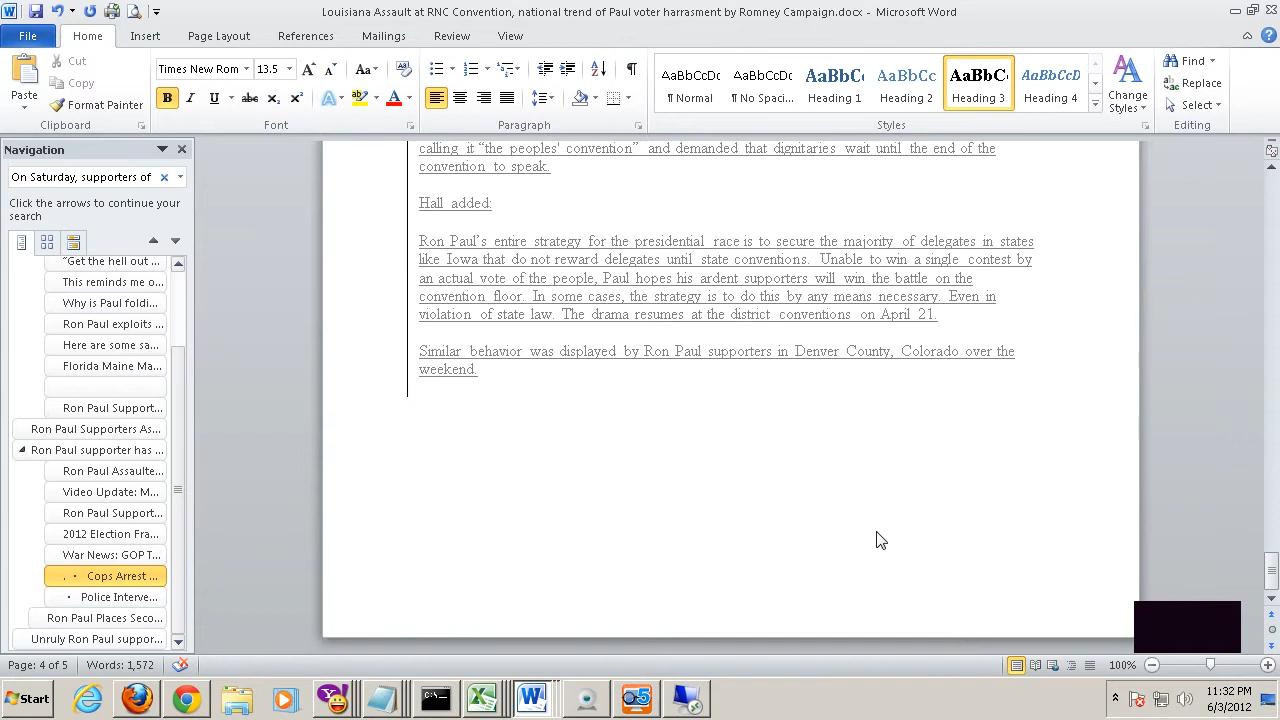 Louisiana Assault at RNC Convention, national trend of Paul voter harrasment by Romney Campaign.docx - Microsoft Word
File Home Insert Page Layout References Mailings Review View
Paste Cut Copy Format Painter
Times New Rom 13.5
AaBbCcDc AaBbCcDc AaBbC AaBbCc AaBbC AaBbCcD
¶ Normal ¶ No Spaci... Heading 1 Heading 2 Heading 3 Heading 4
Change Styles
Find
Replace
Select
Clipboard Font Paragraph Styles Editing
Navigation
On Saturday, supporters of
Click the arrows to continue your
search
"Get the hell out ...
This reminds me o...
Why is Paul foldi...
Ron Paul exploits ...
Here are some sa...
Florida Maine Ma...
Ron Paul Support...
Ron Paul Supporters As...
Ron Paul supporter has ...
Ron Paul Assaulte...
Video Update: M...
Ron Paul Support...
2012 Election Fra...
War News: GOP T...
. • Cops Arrest ...
• Police Interve...
Ron Paul Places Seco...
Unruly Ron Paul suppor...
calling it “the peoples' convention” and demanded that dignitaries wait until the end of the
convention to speak.
Hall added:
Ron Paul’s entire strategy for the presidential race is to secure the majority of delegates in states
like Iowa that do not reward delegates until state conventions. Unable to win a single contest by
an actual vote of the people, Paul hopes his ardent supporters will win the battle on the
convention floor. In some cases, the strategy is to do this by any means necessary. Even in
violation of state law. The drama resumes at the district conventions on April 21.
Similar behavior was displayed by Ron Paul supporters in Denver County, Colorado over the
weekend.
Page: 4 of 5 Words: 1,572 100%
Start 11:32 PM
6/3/2012